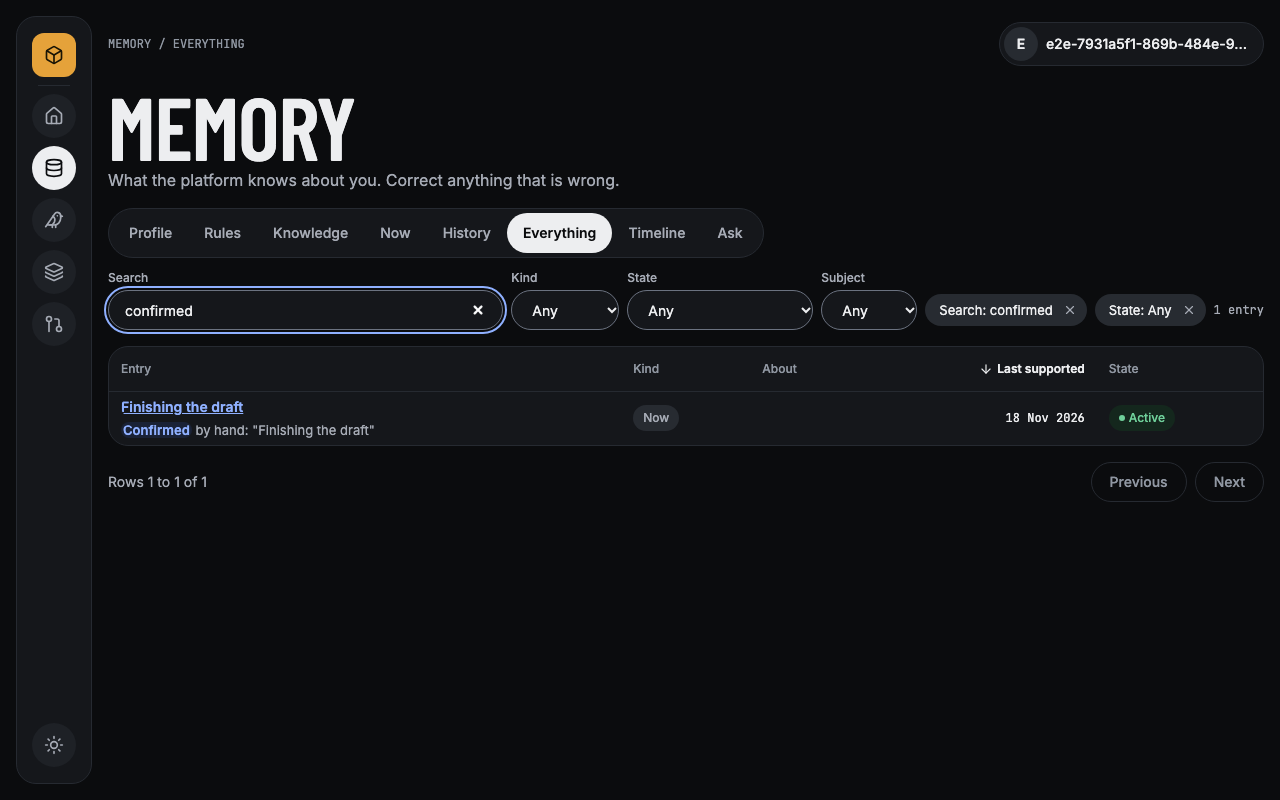 MEMORY / EVERYTHING
E e2e-7931a5f1-869b-484e-9...
MEMORY
What the platform knows about you. Correct anything that is wrong.
Profile Rules Knowledge Now History Everything Timeline Ask
Search Kind State Subject
confirmed Any Any Any Search: confirmed State: Any 1 entry
Entry Kind About Last supported State
Finishing the draft
Confirmed by hand: "Finishing the draft" Now 18 Nov 2026 Active
Rows 1 to 1 of 1 Previous Next